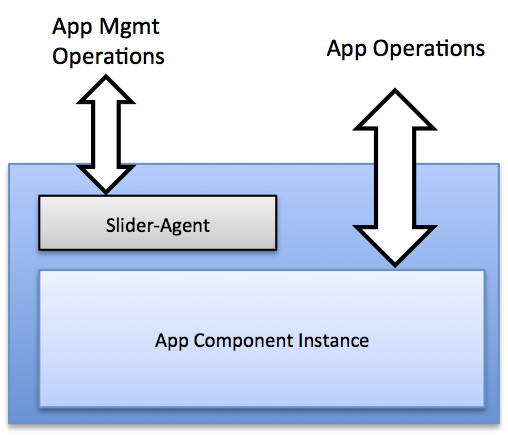 App Mgmt
Operations
App Operations
Slider-Agent
App Component Instance